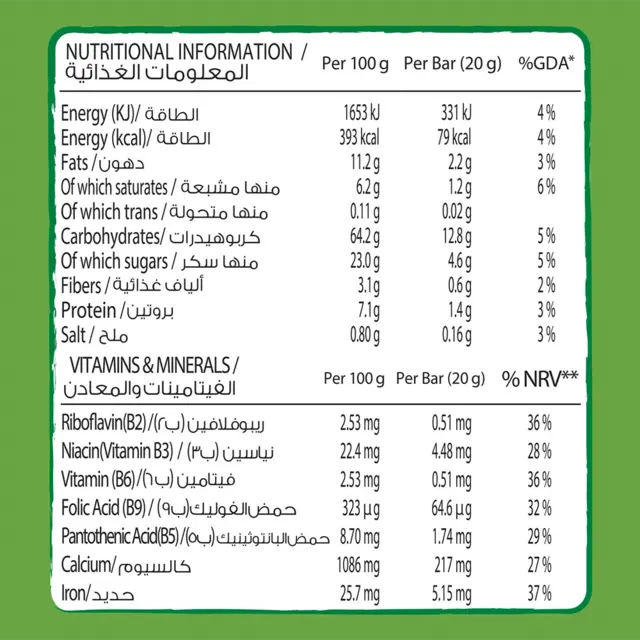 NUTRITIONAL INFORMATION / Per 100 g Per Bar (20 g) %GDA*
المعلومات الغذائية
Energy (KJ)/ الطاقة 1653 kJ 331 kJ 4 %
Energy (kcal)/ الطاقة 393 kcal 79 kcal 4 %
Fats /دهون 11.2 g 2.2 g 3 %
Of which saturates / منها مشبعة 6.2 g 1.2 g 6 %
Of which trans / منها متحولة 0.11 g 0.02 g
Carbohydrates/ كربوهيدرات 64.2 g 12.8 g 5 %
Of which sugars / منها سكر 23.0 g 4.6 g 5 %
Fibers / ألياف غذائية 3.1 g 0.6 g 2 %
Protein /بروتين 7.1 g 1.4 g 3 %
Salt / ملح 0.80 g 0.16 g 3 %
VITAMINS & MINERALS / Per 100 g Per Bar (20 g) % NRV**
الفيتامينات والمعادن
Riboflavin(B2)/ريبوفلافين (ب٢) 2.53 mg 0.51 mg 36 %
Niacin(Vitamin B3) / نياسين (ب٣) 22.4 mg 4.48 mg 28 %
Vitamin (B6)/فيتامين (ب٦) 2.53 mg 0.51 mg 36 %
Folic Acid (B9) / حمض الفوليك(ب٩) 323 µg 64.6 µg 32 %
Pantothenic Acid(B5)/حمض البانتوثينيك(ب٥) 8.70 mg 1.74 mg 29 %
Calcium/كالسيوم 1086 mg 217 mg 27 %
Iron/حديد 25.7 mg 5.15 mg 37 %